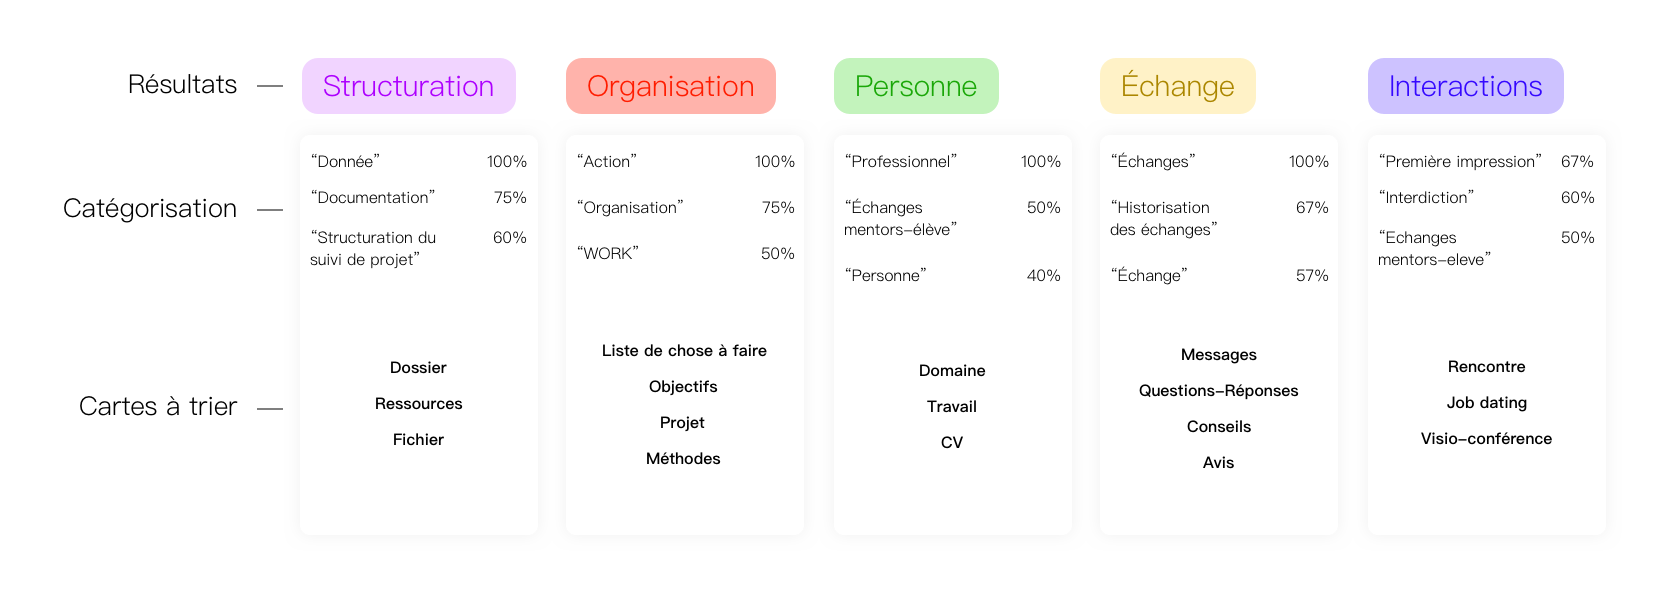 Résultats — Structuration Organisation Personne Échange Interactions
Catégorisation —
“Donnée” 100%
“Documentation” 75%
“Structuration du 60%
suivi de projet”
“Action” 100%
“Organisation” 75%
“WORK” 50%
“Professionnel” 100%
“Échanges 50%
mentors-élève”
“Personne” 40%
“Échanges” 100%
“Historisation 67%
des échanges”
“Échange” 57%
“Première impression” 67%
“Interdiction” 60%
“Echanges 50%
mentors-eleve”
Cartes à trier —
Dossier
Ressources
Fichier
Liste de chose à faire
Objectifs
Projet
Méthodes
Domaine
Travail
CV
Messages
Questions-Réponses
Conseils
Avis
Rencontre
Job dating
Visio-conférence